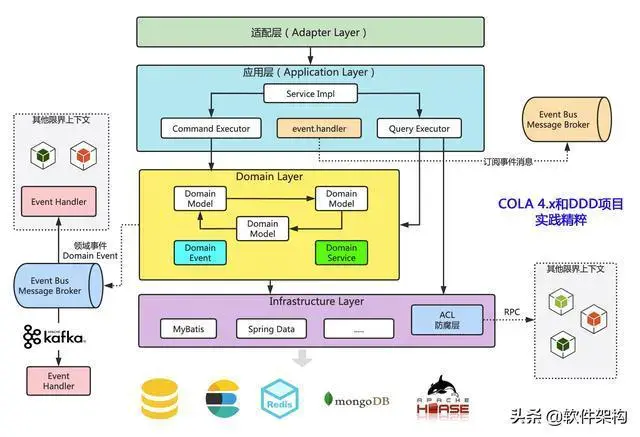 适配层（Adapter Layer）
应用层（Application Layer）
Service Impl
Command Executor
event.handler
Query Executor
Event Bus
Message Broker
订阅事件消息
其他限界上下文
Event Handler
领域事件
Domain Event
Event Bus
Message Broker
kafka®
Event
Handler
Domain Layer
Domain
Model
Domain
Model
Domain
Model
Domain
Event
Domain
Service
COLA 4.x和DDD项目
实践精粹
Infrastructure Layer
MyBatis
Spring Data
......
ACL
防腐层
RPC
其他限界上下文
Redis
mongoDB
APACHE
HBASE
头条 @软件架构